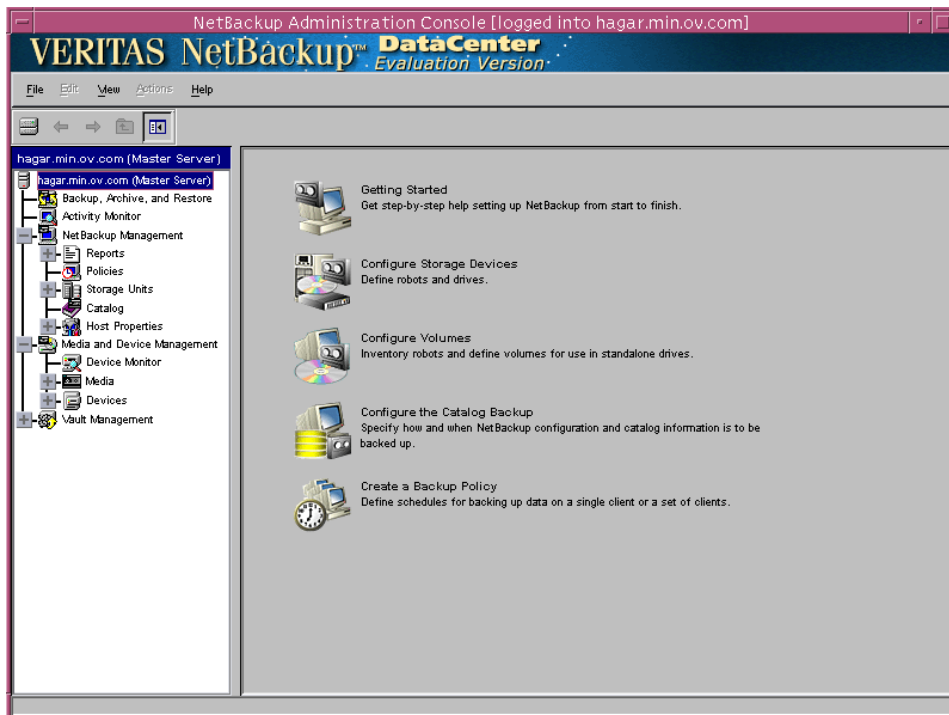 NetBackup Administration Console [logged into hagar.min.ov.com]
VERITAS NetBackup™ DataCenter
Evaluation Version
File Edit View Actions Help
hagar.min.ov.com (Master Server)
hagar.min.ov.com (Master Server)
Backup, Archive, and Restore
Activity Monitor
NetBackup Management
Reports
Policies
Storage Units
Catalog
Host Properties
Media and Device Management
Device Monitor
Media
Devices
Vault Management
Getting Started
Get step-by-step help setting up NetBackup from start to finish.
Configure Storage Devices
Define robots and drives.
Configure Volumes
Inventory robots and define volumes for use in standalone drives.
Configure the Catalog Backup
Specify how and when NetBackup configuration and catalog information is to be
backed up.
Create a Backup Policy
Define schedules for backing up data on a single client or a set of clients.